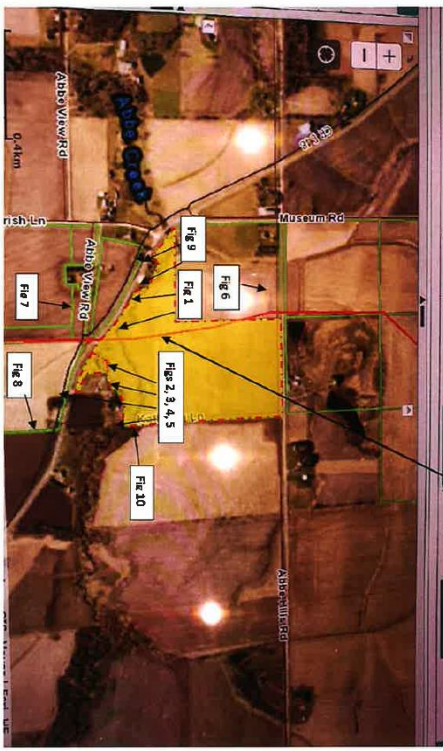 Abbe View Rd
0.4km
Abbe Creek
rish Ln
Museum Rd
Abbe View Rd
Fig 9
Fig 1
Fig 6
Fig 7
Figs 2, 3, 4, 5
Fig 8
Fig 10
Abbe Hills Rd